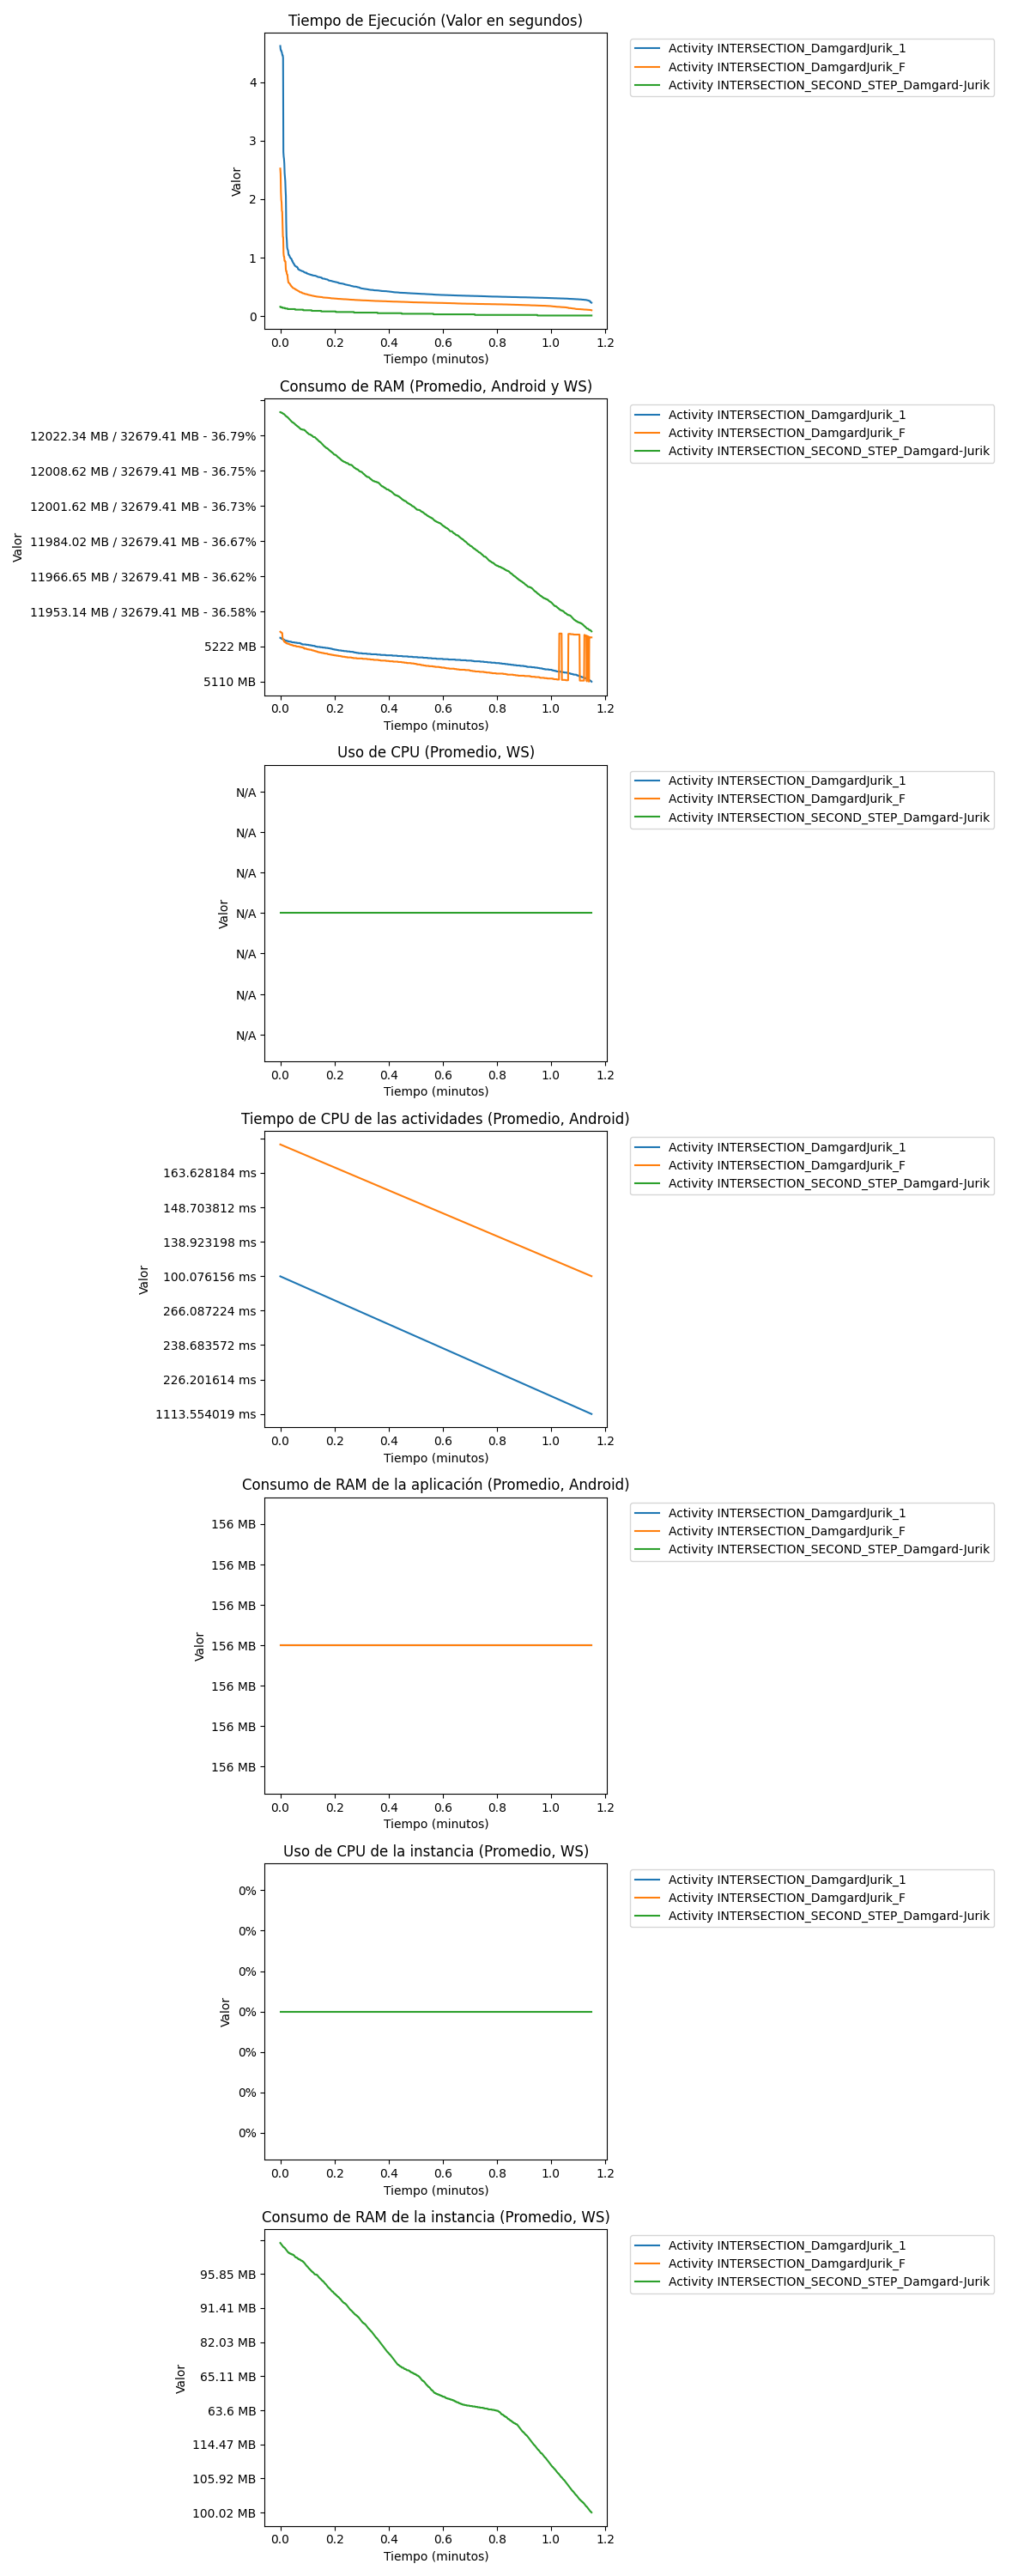 Tiempo de Ejecución (Valor en segundos)
Activity INTERSECTION_DamgardJurik_1
Activity INTERSECTION_DamgardJurik_F
Activity INTERSECTION_SECOND_STEP_Damgard-Jurik
Valor
4
3
2
1
0
0.0 0.2 0.4 0.6 0.8 1.0 1.2
Tiempo (minutos)
Consumo de RAM (Promedio, Android y WS)
Activity INTERSECTION_DamgardJurik_1
Activity INTERSECTION_DamgardJurik_F
Activity INTERSECTION_SECOND_STEP_Damgard-Jurik
Valor
12022.34 MB / 32679.41 MB - 36.79%
12008.62 MB / 32679.41 MB - 36.75%
12001.62 MB / 32679.41 MB - 36.73%
11984.02 MB / 32679.41 MB - 36.67%
11966.65 MB / 32679.41 MB - 36.62%
11953.14 MB / 32679.41 MB - 36.58%
5222 MB
5110 MB
0.0 0.2 0.4 0.6 0.8 1.0 1.2
Tiempo (minutos)
Uso de CPU (Promedio, WS)
Activity INTERSECTION_DamgardJurik_1
Activity INTERSECTION_DamgardJurik_F
Activity INTERSECTION_SECOND_STEP_Damgard-Jurik
Valor
N/A
N/A
N/A
N/A
N/A
N/A
N/A
0.0 0.2 0.4 0.6 0.8 1.0 1.2
Tiempo (minutos)
Tiempo de CPU de las actividades (Promedio, Android)
Activity INTERSECTION_DamgardJurik_1
Activity INTERSECTION_DamgardJurik_F
Activity INTERSECTION_SECOND_STEP_Damgard-Jurik
Valor
163.628184 ms
148.703812 ms
138.923198 ms
100.076156 ms
266.087224 ms
238.683572 ms
226.201614 ms
1113.554019 ms
0.0 0.2 0.4 0.6 0.8 1.0 1.2
Tiempo (minutos)
Consumo de RAM de la aplicación (Promedio, Android)
Activity INTERSECTION_DamgardJurik_1
Activity INTERSECTION_DamgardJurik_F
Activity INTERSECTION_SECOND_STEP_Damgard-Jurik
Valor
156 MB
156 MB
156 MB
156 MB
156 MB
156 MB
156 MB
0.0 0.2 0.4 0.6 0.8 1.0 1.2
Tiempo (minutos)
Uso de CPU de la instancia (Promedio, WS)
Activity INTERSECTION_DamgardJurik_1
Activity INTERSECTION_DamgardJurik_F
Activity INTERSECTION_SECOND_STEP_Damgard-Jurik
Valor
0%
0%
0%
0%
0%
0%
0%
0.0 0.2 0.4 0.6 0.8 1.0 1.2
Tiempo (minutos)
Consumo de RAM de la instancia (Promedio, WS)
Activity INTERSECTION_DamgardJurik_1
Activity INTERSECTION_DamgardJurik_F
Activity INTERSECTION_SECOND_STEP_Damgard-Jurik
Valor
95.85 MB
91.41 MB
82.03 MB
65.11 MB
63.6 MB
114.47 MB
105.92 MB
100.02 MB
0.0 0.2 0.4 0.6 0.8 1.0 1.2
Tiempo (minutos)